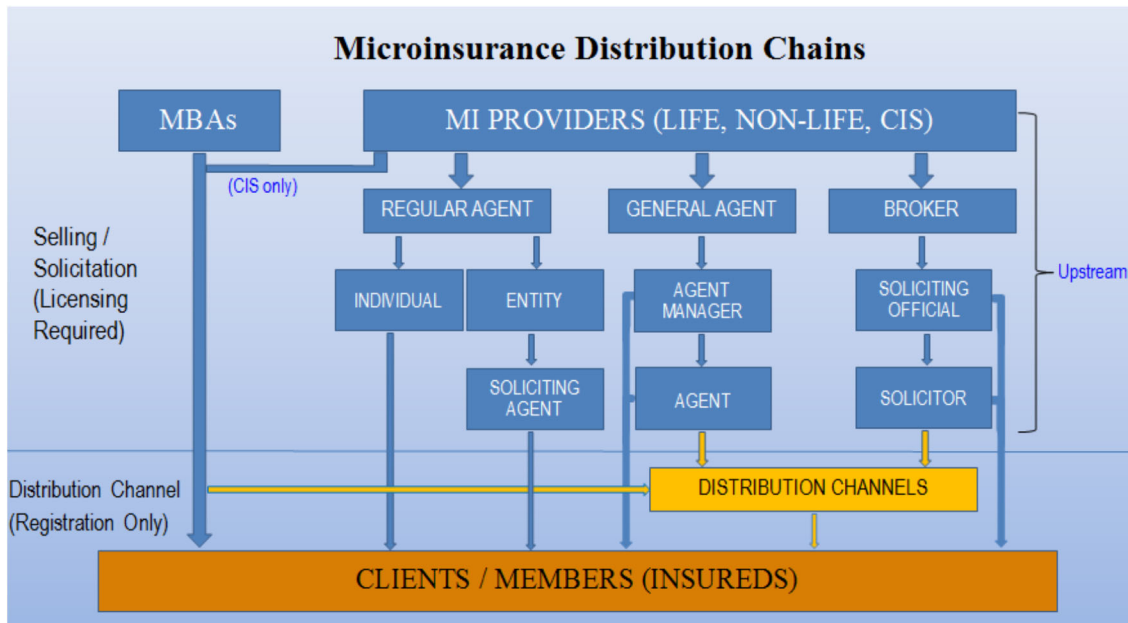 Microinsurance Distribution Chains
MBAs
MI PROVIDERS (LIFE, NON-LIFE, CIS)
(CIS only)
REGULAR AGENT
GENERAL AGENT
BROKER
Selling /
Solicitation
(Licensing
Required)
Upstream
INDIVIDUAL
ENTITY
AGENT
MANAGER
SOLICITING
OFFICIAL
SOLICITING
AGENT
AGENT
SOLICITOR
Distribution Channel
(Registration Only)
DISTRIBUTION CHANNELS
CLIENTS / MEMBERS (INSUREDS)